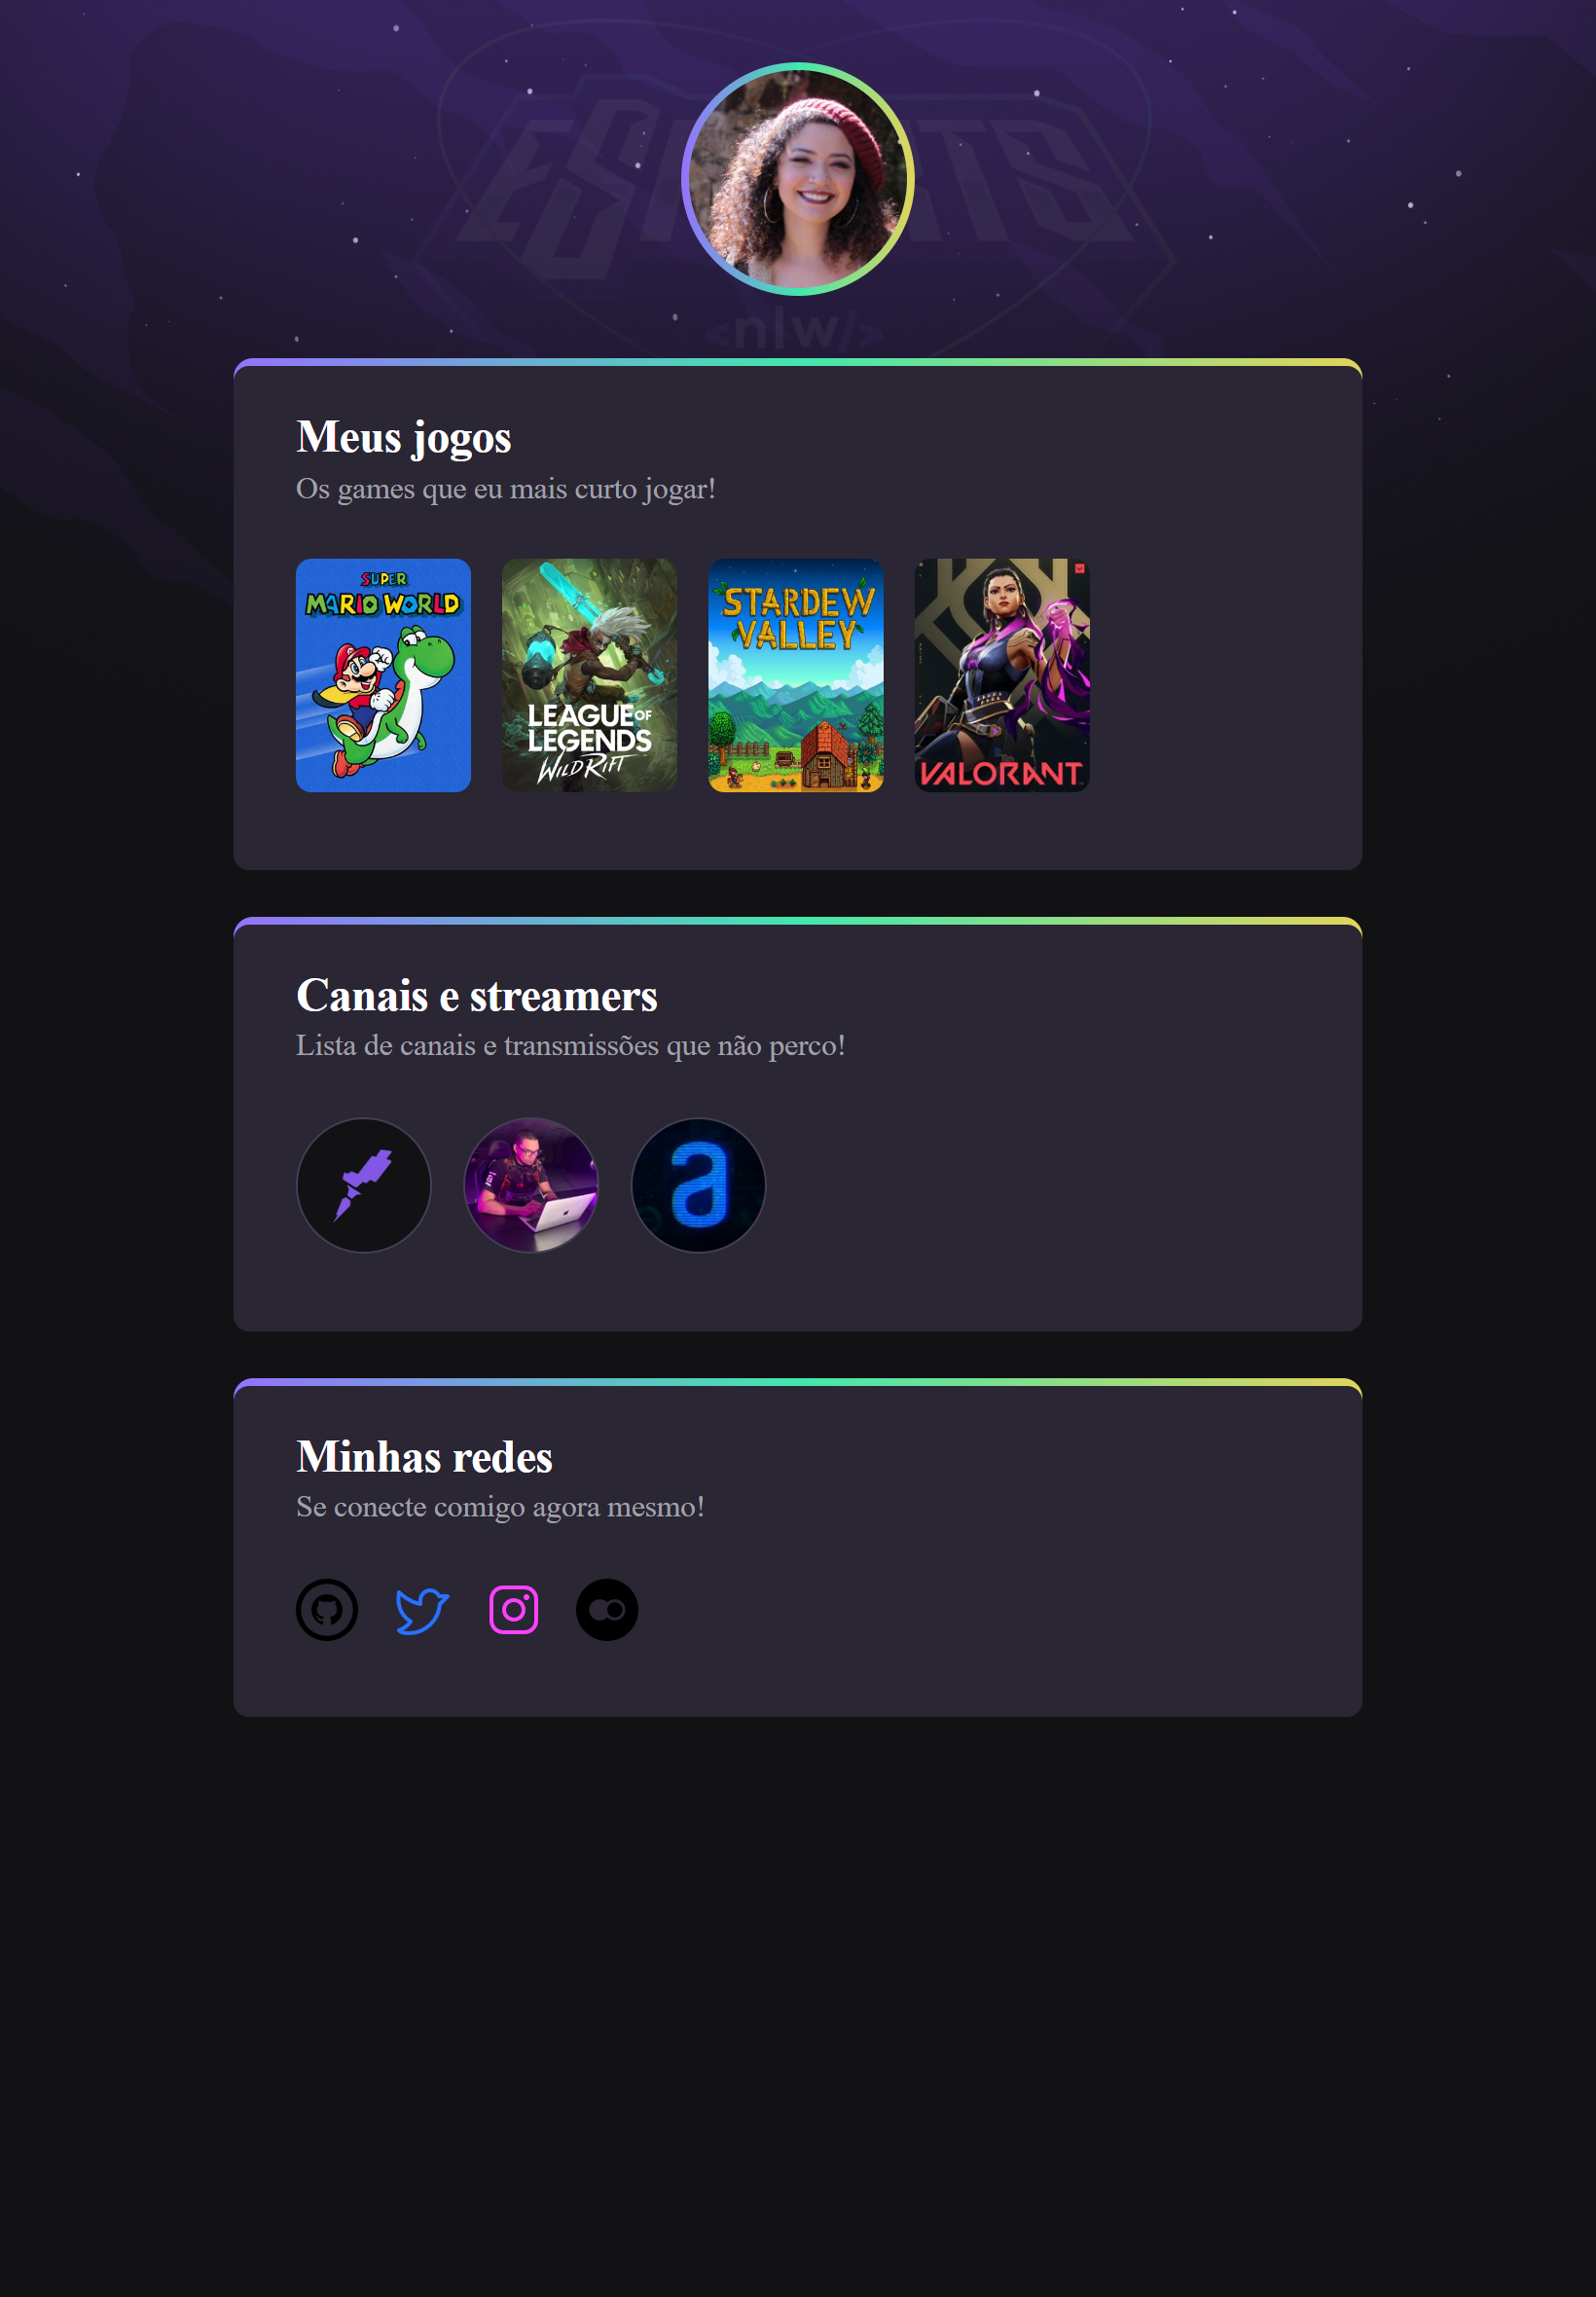 ESPORTS
<nlw/>
Meus jogos
Os games que eu mais curto jogar!
SUPER
MARIO WORLD
LEAGUE OF
LEGENDS
WILD RIFT
STARDEW
VALLEY
VALORANT
Canais e streamers
Lista de canais e transmissões que não perco!
a
Minhas redes
Se conecte comigo agora mesmo!